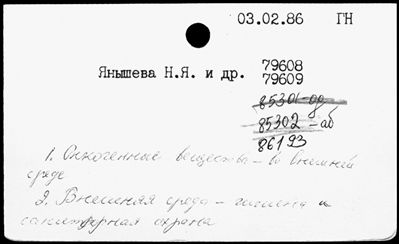 03.02.86 ГН
Янышева Н.Я. и др. 79608
79609
85301-од
85302-аб
86193
1. Онкогенные вещества - во внешней
среде
2. Внешняя среда - гигиена и
санитарная охрана